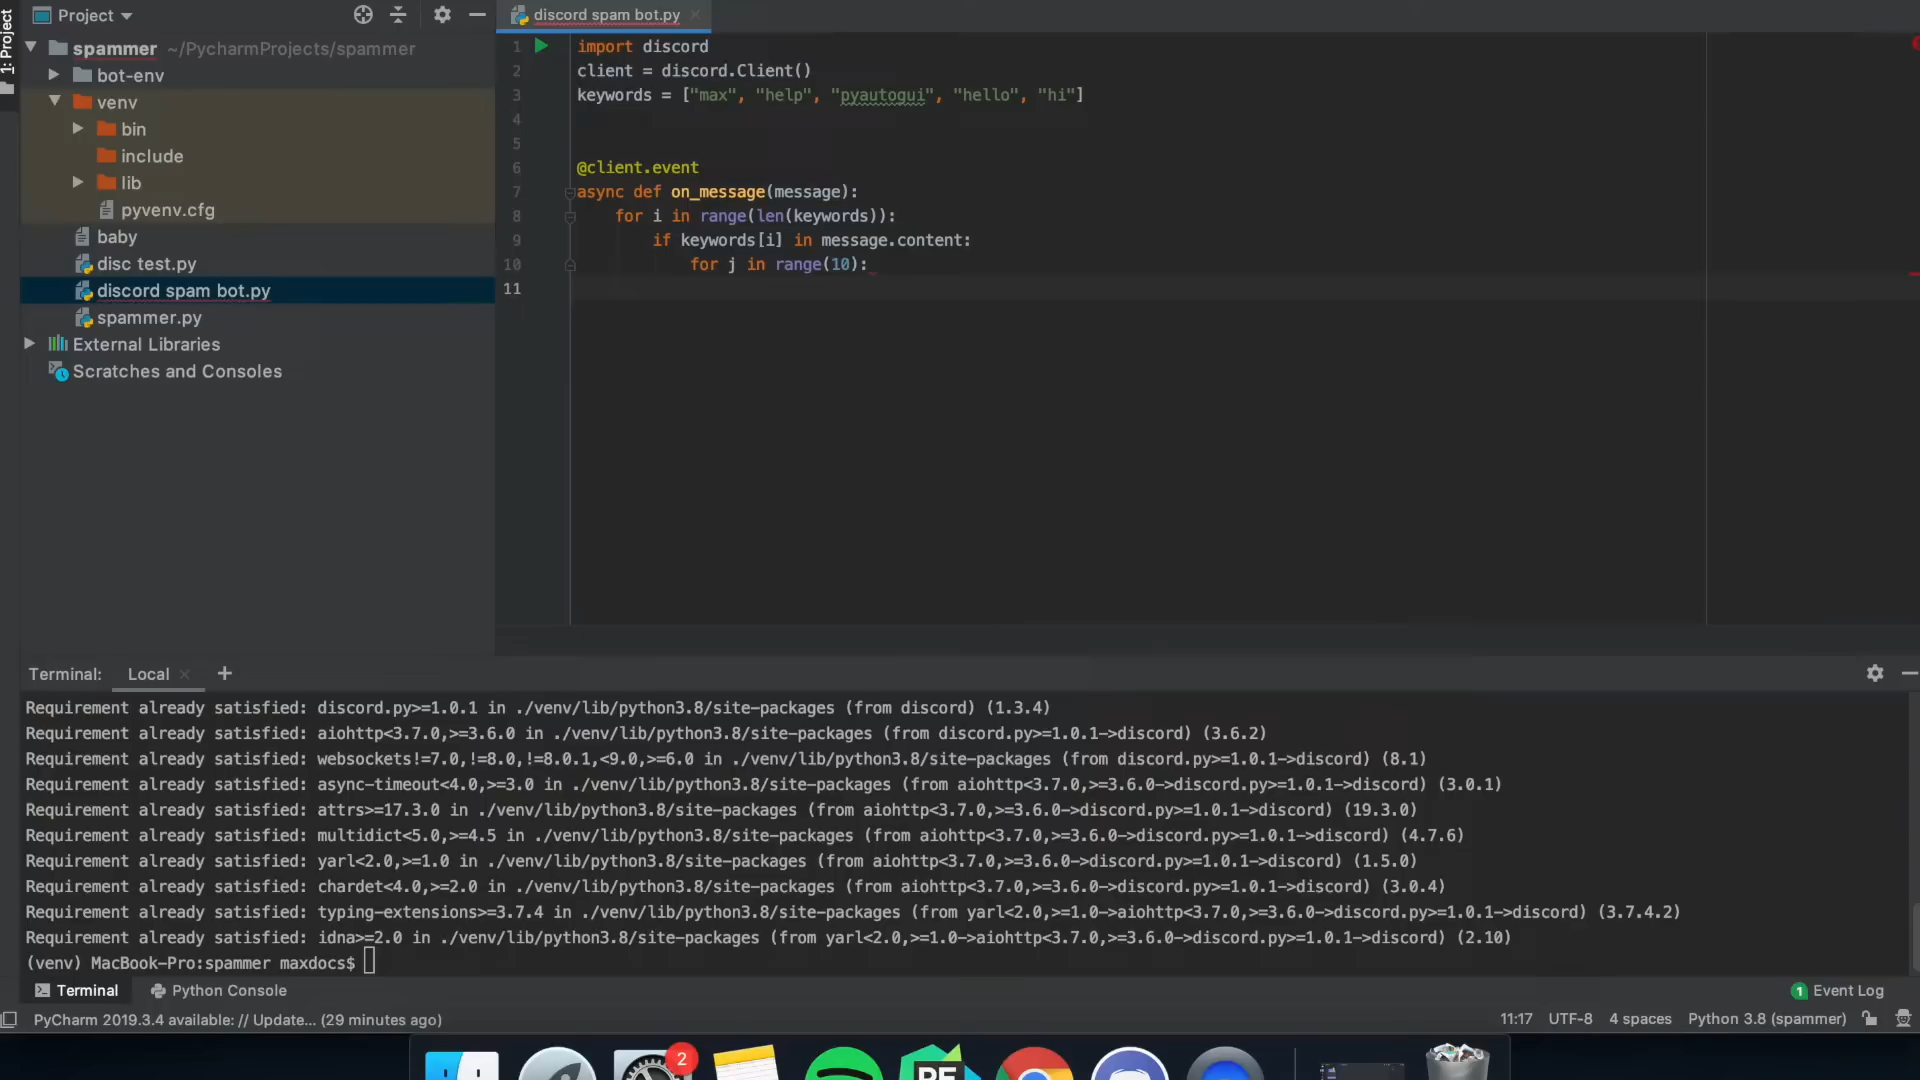 1: Project
Project
spammer ~/PycharmProjects/spammer
bot-env
venv
bin
include
lib
pyvenv.cfg
baby
disc test.py
discord spam bot.py
spammer.py
External Libraries
Scratches and Consoles
discord spam bot.py
1 import discord
2 client = discord.Client()
3 keywords = ["max", "help", "pyautogui", "hello", "hi"]
4
5
6 @client.event
7 async def on_message(message):
8 for i in range(len(keywords)):
9 if keywords[i] in message.content:
10 for j in range(10):
11
Terminal: Local +
Requirement already satisfied: discord.py>=1.0.1 in ./venv/lib/python3.8/site-packages (from discord) (1.3.4)
Requirement already satisfied: aiohttp<3.7.0,>=3.6.0 in ./venv/lib/python3.8/site-packages (from discord.py>=1.0.1->discord) (3.6.2)
Requirement already satisfied: websockets!=7.0,!=8.0,!=8.0.1,<9.0,>=6.0 in ./venv/lib/python3.8/site-packages (from discord.py>=1.0.1->discord) (8.1)
Requirement already satisfied: async-timeout<4.0,>=3.0 in ./venv/lib/python3.8/site-packages (from aiohttp<3.7.0,>=3.6.0->discord.py>=1.0.1->discord) (3.0.1)
Requirement already satisfied: attrs>=17.3.0 in ./venv/lib/python3.8/site-packages (from aiohttp<3.7.0,>=3.6.0->discord.py>=1.0.1->discord) (19.3.0)
Requirement already satisfied: multidict<5.0,>=4.5 in ./venv/lib/python3.8/site-packages (from aiohttp<3.7.0,>=3.6.0->discord.py>=1.0.1->discord) (4.7.6)
Requirement already satisfied: yarl<2.0,>=1.0 in ./venv/lib/python3.8/site-packages (from aiohttp<3.7.0,>=3.6.0->discord.py>=1.0.1->discord) (1.5.0)
Requirement already satisfied: chardet<4.0,>=2.0 in ./venv/lib/python3.8/site-packages (from aiohttp<3.7.0,>=3.6.0->discord.py>=1.0.1->discord) (3.0.4)
Requirement already satisfied: typing-extensions>=3.7.4 in ./venv/lib/python3.8/site-packages (from yarl<2.0,>=1.0->aiohttp<3.7.0,>=3.6.0->discord.py>=1.0.1->discord) (3.7.4.2)
Requirement already satisfied: idna>=2.0 in ./venv/lib/python3.8/site-packages (from yarl<2.0,>=1.0->aiohttp<3.7.0,>=3.6.0->discord.py>=1.0.1->discord) (2.10)
(venv) MacBook-Pro:spammer maxdocs$
Terminal Python Console 1 Event Log
PyCharm 2019.3.4 available: // Update... (29 minutes ago) 11:17 UTF-8 4 spaces Python 3.8 (spammer)
2